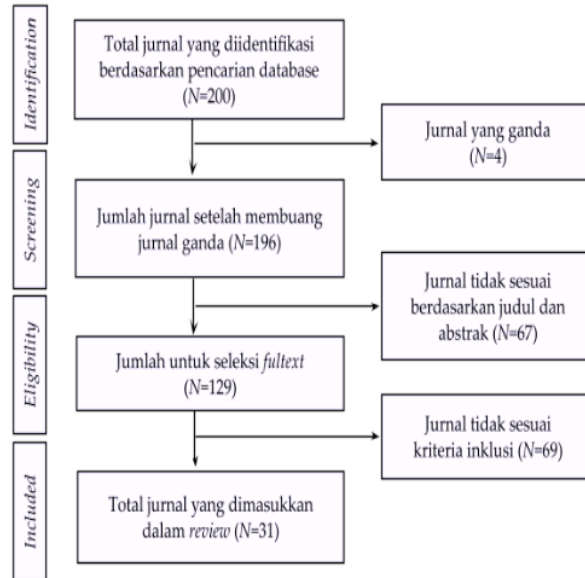 Identification
Total jurnal yang diidentifikasi
berdasarkan pencarian database
(N=200)
Jurnal yang ganda
(N=4)
Screening
Jumlah jurnal setelah membuang
jurnal ganda (N=196)
Jurnal tidak sesuai
berdasarkan judul dan
abstrak (N=67)
Eligibility
Jumlah untuk seleksi fultext
(N=129)
Jurnal tidak sesuai
kriteria inklusi (N=69)
Included
Total jurnal yang dimasukkan
dalam review (N=31)